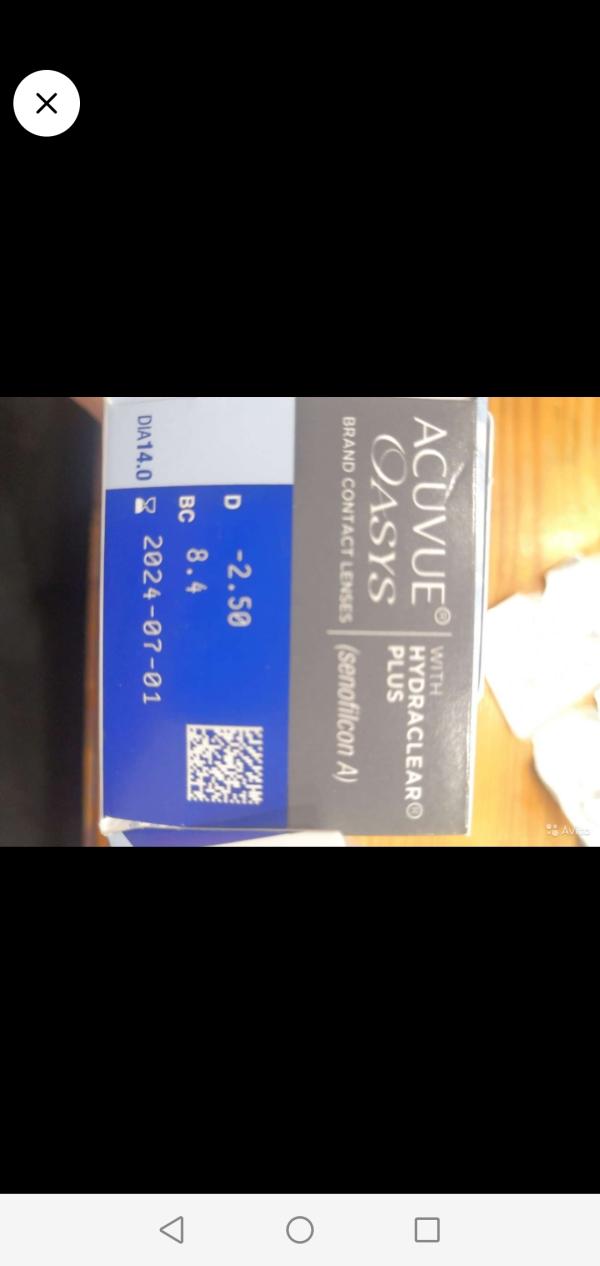 ACUVUE®
OASYS
BRAND CONTACT LENSES
WITH
HYDRACLEAR®
PLUS
(senofilcon A)
D -2.50
BC 8.4
DIA14.0 2024-07-01